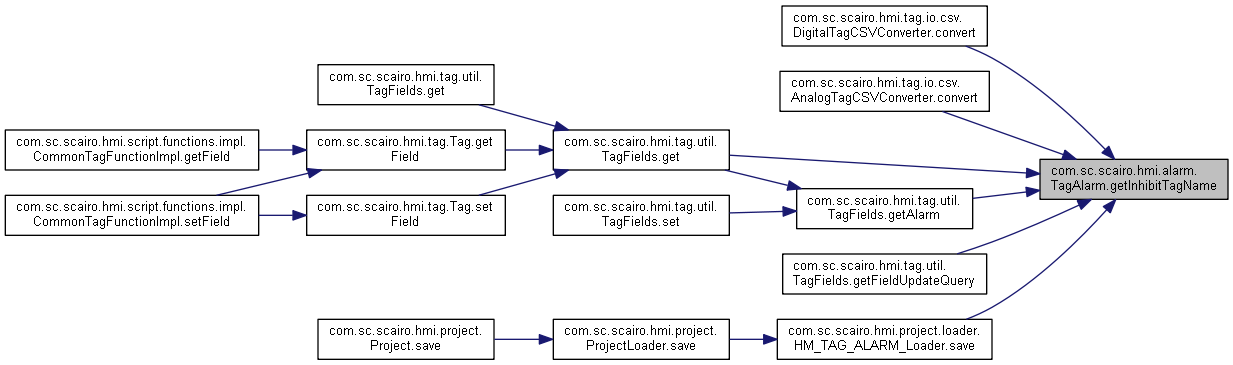 com.sc.scairo.hmi.tag.io.csv.
DigitalTagCSVConverter.convert
com.sc.scairo.hmi.tag.util.
TagFields.get
com.sc.scairo.hmi.tag.io.csv.
AnalogTagCSVConverter.convert
com.sc.scairo.hmi.script.functions.impl.
CommonTagFunctionImpl.getField
com.sc.scairo.hmi.tag.Tag.get
Field
com.sc.scairo.hmi.tag.util.
TagFields.get
com.sc.scairo.hmi.alarm.
TagAlarm.getInhibitTagName
com.sc.scairo.hmi.script.functions.impl.
CommonTagFunctionImpl.setField
com.sc.scairo.hmi.tag.Tag.set
Field
com.sc.scairo.hmi.tag.util.
TagFields.set
com.sc.scairo.hmi.tag.util.
TagFields.getAlarm
com.sc.scairo.hmi.tag.util.
TagFields.getFieldUpdateQuery
com.sc.scairo.hmi.project.
Project.save
com.sc.scairo.hmi.project.
ProjectLoader.save
com.sc.scairo.hmi.project.loader.
HM_TAG_ALARM_Loader.save